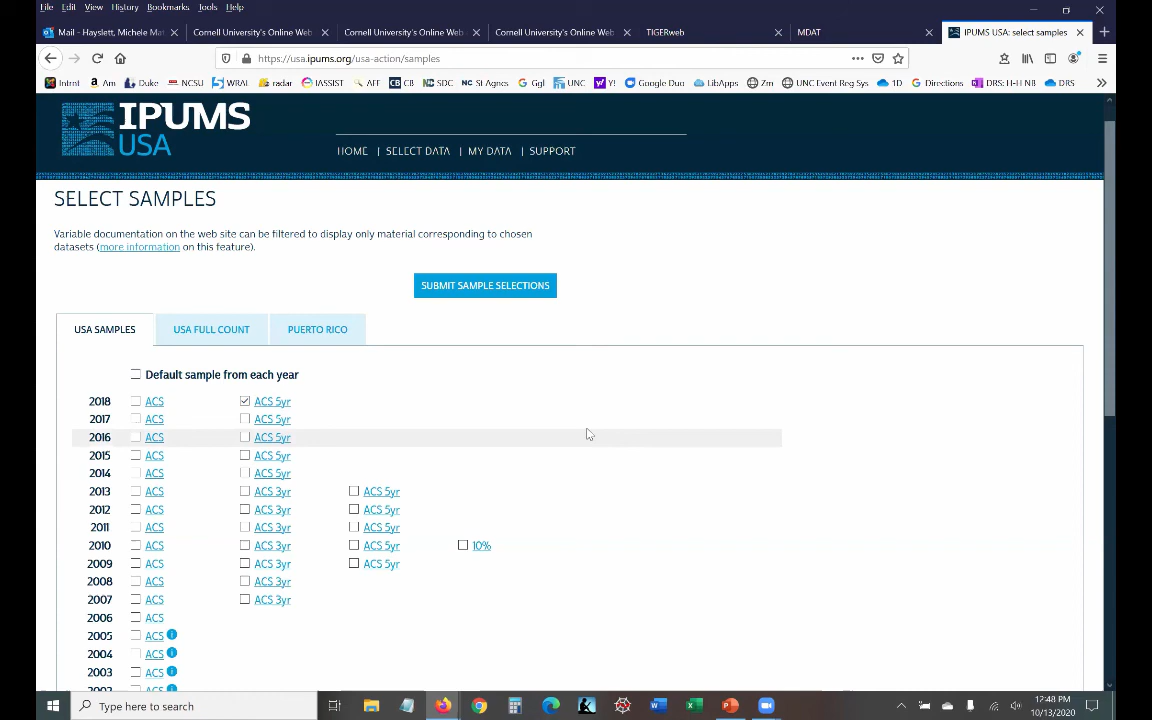 File Edit View History Bookmarks Tools Help
Mail - Hayslett, Michele Ma Cornell University's Online Web Cornell University's Online Web Cornell University's Online Web TIGERweb MDAT IPUMS USA: select samples
https://usa.ipums.org/usa-action/samples
Intrnt Am Duke NCSU WRAL radar IASSIST AFF CB SDC SI Agncs Ggl UNC Y! Google Duo LibApps Zm UNC Event Reg Sys 1D Directions DRS: H-H NB DRS
IPUMS
USA
HOME | SELECT DATA | MY DATA | SUPPORT
SELECT SAMPLES
Variable documentation on the web site can be filtered to display only material corresponding to chosen
datasets (more information on this feature).
SUBMIT SAMPLE SELECTIONS
USA SAMPLES USA FULL COUNT PUERTO RICO
Default sample from each year
2018 ACS ACS 5yr
2017 ACS ACS 5yr
2016 ACS ACS 5yr
2015 ACS ACS 5yr
2014 ACS ACS 5yr
2013 ACS ACS 3yr ACS 5yr
2012 ACS ACS 3yr ACS 5yr
2011 ACS ACS 3yr ACS 5yr
2010 ACS ACS 3yr ACS 5yr 10%
2009 ACS ACS 3yr ACS 5yr
2008 ACS ACS 3yr
2007 ACS ACS 3yr
2006 ACS
2005 ACS
2004 ACS
2003 ACS
2002 ACS
Type here to search
12:48 PM
10/13/2020